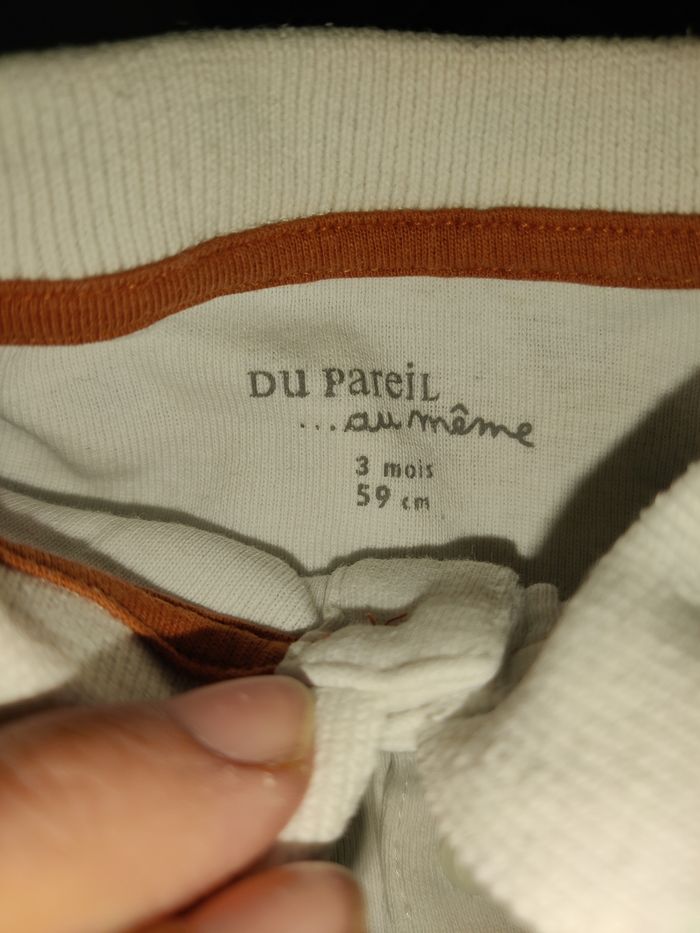 DU PAREIL
...au même
3 mois
59 cm